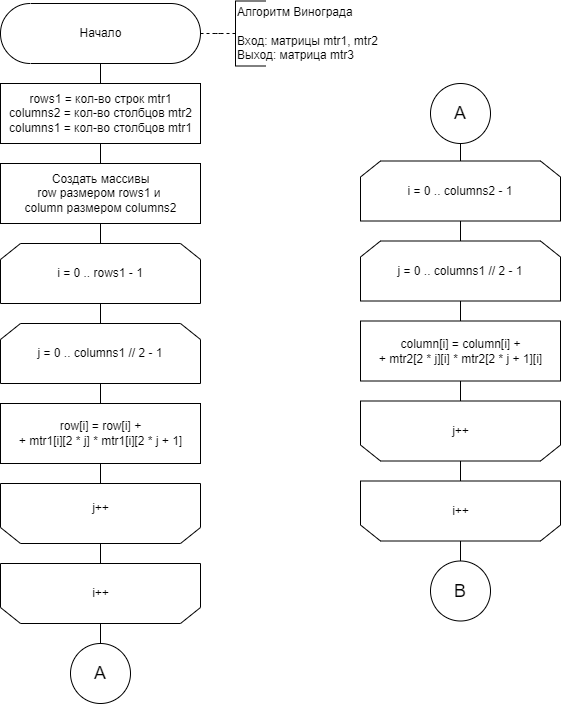 Начало
Алгоритм Винограда
Вход: матрицы mtr1, mtr2
Выход: матрица mtr3
rows1 = кол-во строк mtr1
columns2 = кол-во столбцов mtr2
columns1 = кол-во столбцов mtr1
Создать массивы
row размером rows1 и
column размером columns2
i = 0 .. rows1 - 1
j = 0 .. columns1 // 2 - 1
row[i] = row[i] +
+ mtr1[i][2 * j] * mtr1[i][2 * j + 1]
j++
i++
A
A
i = 0 .. columns2 - 1
j = 0 .. columns1 // 2 - 1
column[i] = column[i] +
+ mtr2[2 * j][i] * mtr2[2 * j + 1][i]
j++
i++
B